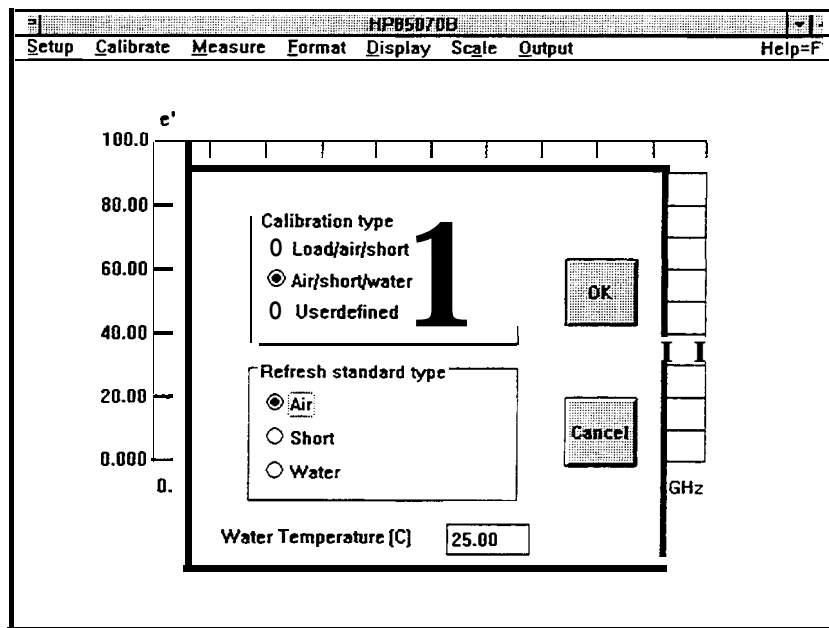 HP85070B
Setup Calibrate Measure Format Display Scale Output Help=F
e'
100.0
80.00
60.00
40.00
20.00
0.000
0.
GHz
Calibration type
0 Load/air/short
Air/short/water
0 Userdefined
1
OK
I I
Refresh standard type
Air
Short
Water
Cancel
Water Temperature [C] 25.00